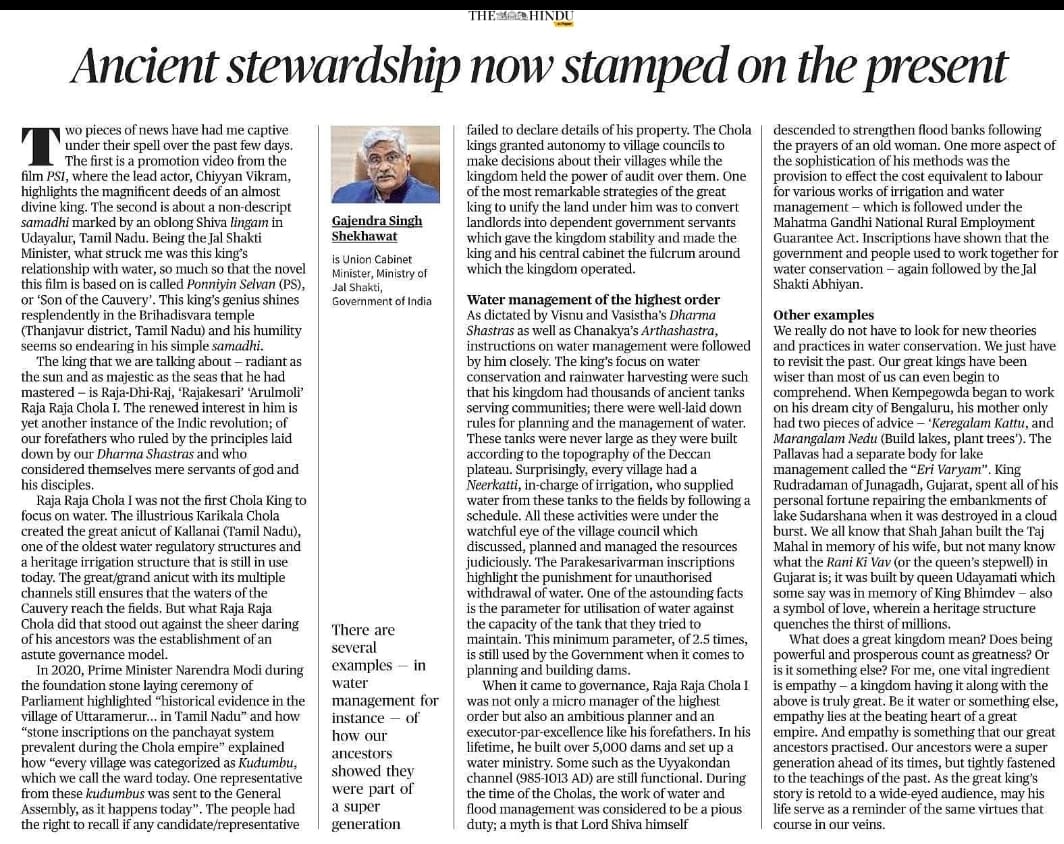 THE HINDU
Ancient stewardship now stamped on the present
Two pieces of news have had me captive
under their spell over the past few days.
The first is a promotion video from the
film PSI, where the lead actor, Chiyyan Vikram,
highlights the magnificent deeds of an almost
divine king. The second is about a non-descript
samadhi marked by an oblong Shiva lingam in
Udayalur, Tamil Nadu. Being the Jal Shakti
Minister, what struck me was this king's
relationship with water, so much so that the novel
this film is based on is called Ponniyin Selvan (PS),
or 'Son of the Cauvery'. This king's genius shines
resplendently in the Brihadisvara temple
(Thanjavur district, Tamil Nadu) and his humility
seems so endearing in his simple samadhi.
The king that we are talking about – radiant as
the sun and as majestic as the seas that he had
mastered – is Raja-Dhi-Raj, 'Rajakesari' 'Arulmoli'
Raja Raja Chola I. The renewed interest in him is
yet another instance of the Indic revolution; of
our forefathers who ruled by the principles laid
down by our Dharma Shastras and who
considered themselves mere servants of god and
his disciples.
Raja Raja Chola I was not the first Chola King to
focus on water. The illustrious Karikala Chola
created the great anicut of Kallanai (Tamil Nadu),
one of the oldest water regulatory structures and
a heritage irrigation structure that is still in use
today. The great/grand anicut with its multiple
channels still ensures that the waters of the
Cauvery reach the fields. But what Raja Raja
Chola did that stood out against the sheer daring
of his ancestors was the establishment of an
astute governance model.
In 2020, Prime Minister Narendra Modi during
the foundation stone laying ceremony of
Parliament highlighted "historical evidence in the
village of Uttaramerur... in Tamil Nadu" and how
"stone inscriptions on the panchayat system
prevalent during the Chola empire" explained
how "every village was categorized as Kudumbu,
which we call the ward today. One representative
from these kudumbus was sent to the General
Assembly, as it happens today". The people had
the right to recall if any candidate/representative
Gajendra Singh
Shekhawat
is Union Cabinet
Minister, Ministry of
Jal Shakti,
Government of India
There are
several
examples — in
water
management for
instance — of
how our
ancestors
showed they
were part of
a super
generation
failed to declare details of his property. The Chola
kings granted autonomy to village councils to
make decisions about their villages while the
kingdom held the power of audit over them. One
of the most remarkable strategies of the great
king to unify the land under him was to convert
landlords into dependent government servants
which gave the kingdom stability and made the
king and his central cabinet the fulcrum around
which the kingdom operated.
Water management of the highest order
As dictated by Visnu and Vasistha's Dharma
Shastras as well as Chanakya's Arthashastra,
instructions on water management were followed
by him closely. The king's focus on water
conservation and rainwater harvesting were such
that his kingdom had thousands of ancient tanks
serving communities; there were well-laid down
rules for planning and the management of water.
These tanks were never large as they were built
according to the topography of the Deccan
plateau. Surprisingly, every village had a
Neerkatti, in-charge of irrigation, who supplied
water from these tanks to the fields by following a
schedule. All these activities were under the
watchful eye of the village council which
discussed, planned and managed the resources
judiciously. The Parakesarivarman inscriptions
highlight the punishment for unauthorised
withdrawal of water. One of the astounding facts
is the parameter for utilisation of water against
the capacity of the tank that they tried to
maintain. This minimum parameter, of 2.5 times,
is still used by the Government when it comes to
planning and building dams.
When it came to governance, Raja Raja Chola I
was not only a micro manager of the highest
order but also an ambitious planner and an
executor-par-excellence like his forefathers. In his
lifetime, he built over 5,000 dams and set up a
water ministry. Some such as the Uyyakondan
channel (985-1013 AD) are still functional. During
the time of the Cholas, the work of water and
flood management was considered to be a pious
duty; a myth is that Lord Shiva himself
descended to strengthen flood banks following
the prayers of an old woman. One more aspect of
the sophistication of his methods was the
provision to effect the cost equivalent to labour
for various works of irrigation and water
management – which is followed under the
Mahatma Gandhi National Rural Employment
Guarantee Act. Inscriptions have shown that the
government and people used to work together for
water conservation – again followed by the Jal
Shakti Abhiyan.
Other examples
We really do not have to look for new theories
and practices in water conservation. We just have
to revisit the past. Our great kings have been
wiser than most of us can even begin to
comprehend. When Kempegowda began to work
on his dream city of Bengaluru, his mother only
had two pieces of advice – 'Keregalam Kattu, and
Marangalam Nedu (Build lakes, plant trees'). The
Pallavas had a separate body for lake
management called the "Eri Varyam". King
Rudradaman of Junagadh, Gujarat, spent all of his
personal fortune repairing the embankments of
lake Sudarshana when it was destroyed in a cloud
burst. We all know that Shah Jahan built the Taj
Mahal in memory of his wife, but not many know
what the Rani Ki Vav (or the queen's stepwell) in
Gujarat is; it was built by queen Udayamati which
some say was in memory of King Bhimdev – also
a symbol of love, wherein a heritage structure
quenches the thirst of millions.
What does a great kingdom mean? Does being
powerful and prosperous count as greatness? Or
is it something else? For me, one vital ingredient
is empathy – a kingdom having it along with the
above is truly great. Be it water or something else,
empathy lies at the beating heart of a great
empire. And empathy is something that our great
ancestors practised. Our ancestors were a super
generation ahead of its times, but tightly fastened
to the teachings of the past. As the great king's
story is retold to a wide-eyed audience, may his
life serve as a reminder of the same virtues that
course in our veins.